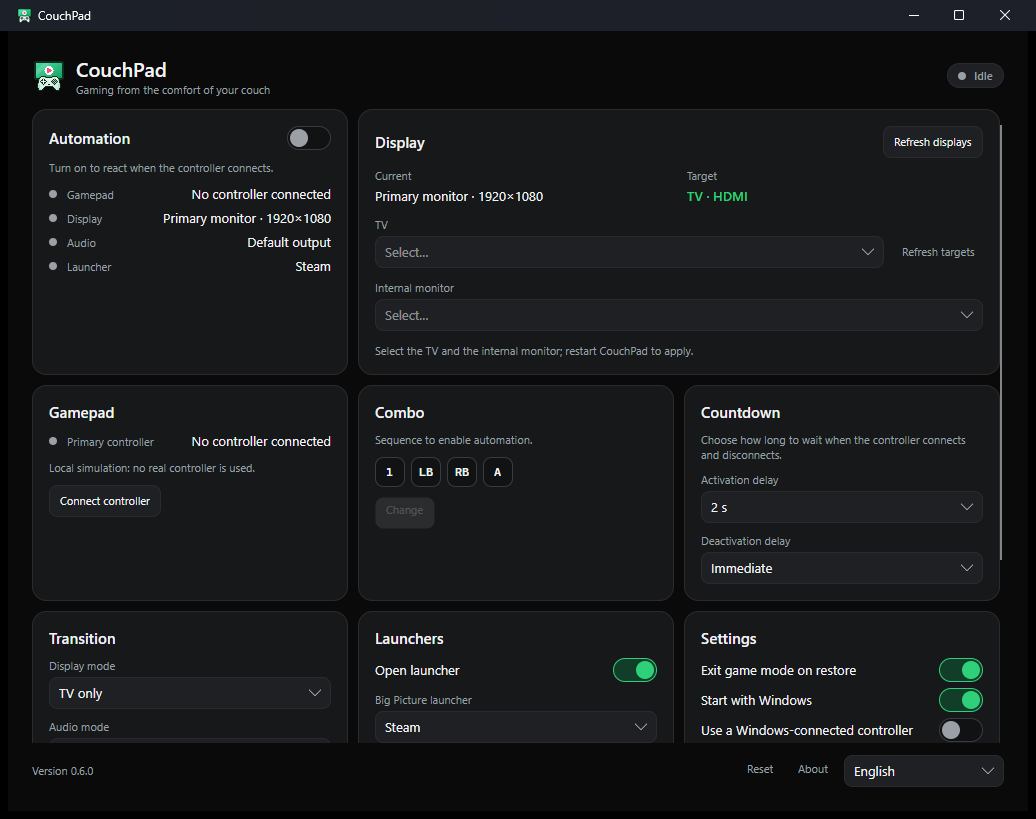 CouchPad
CouchPad
Gaming from the comfort of your couch
Idle
Automation
Turn on to react when the controller connects.
Gamepad No controller connected
Display Primary monitor · 1920×1080
Audio Default output
Launcher Steam
Display
Refresh displays
Current
Primary monitor · 1920×1080
Target
TV · HDMI
TV
Select...
Refresh targets
Internal monitor
Select...
Select the TV and the internal monitor; restart CouchPad to apply.
Gamepad
Primary controller No controller connected
Local simulation: no real controller is used.
Connect controller
Combo
Sequence to enable automation.
1 LB RB A
Change
Countdown
Choose how long to wait when the controller connects
and disconnects.
Activation delay
2 s
Deactivation delay
Immediate
Transition
Display mode
TV only
Audio mode
Launchers
Open launcher
Big Picture launcher
Steam
Settings
Exit game mode on restore
Start with Windows
Use a Windows-connected controller
Version 0.6.0
Reset
About
English